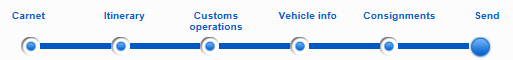 Carnet Itinerary Customs operations Vehicle info Consignments Send